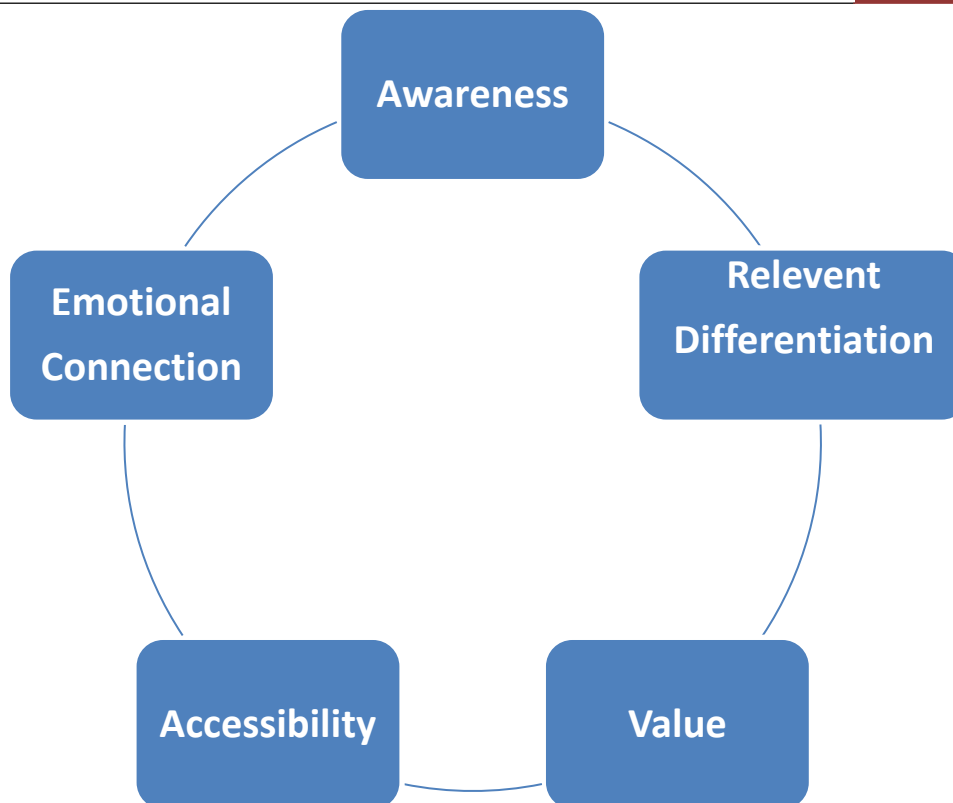 Awareness
Relevent
Differentiation
Value
Accessibility
Emotional
Connection